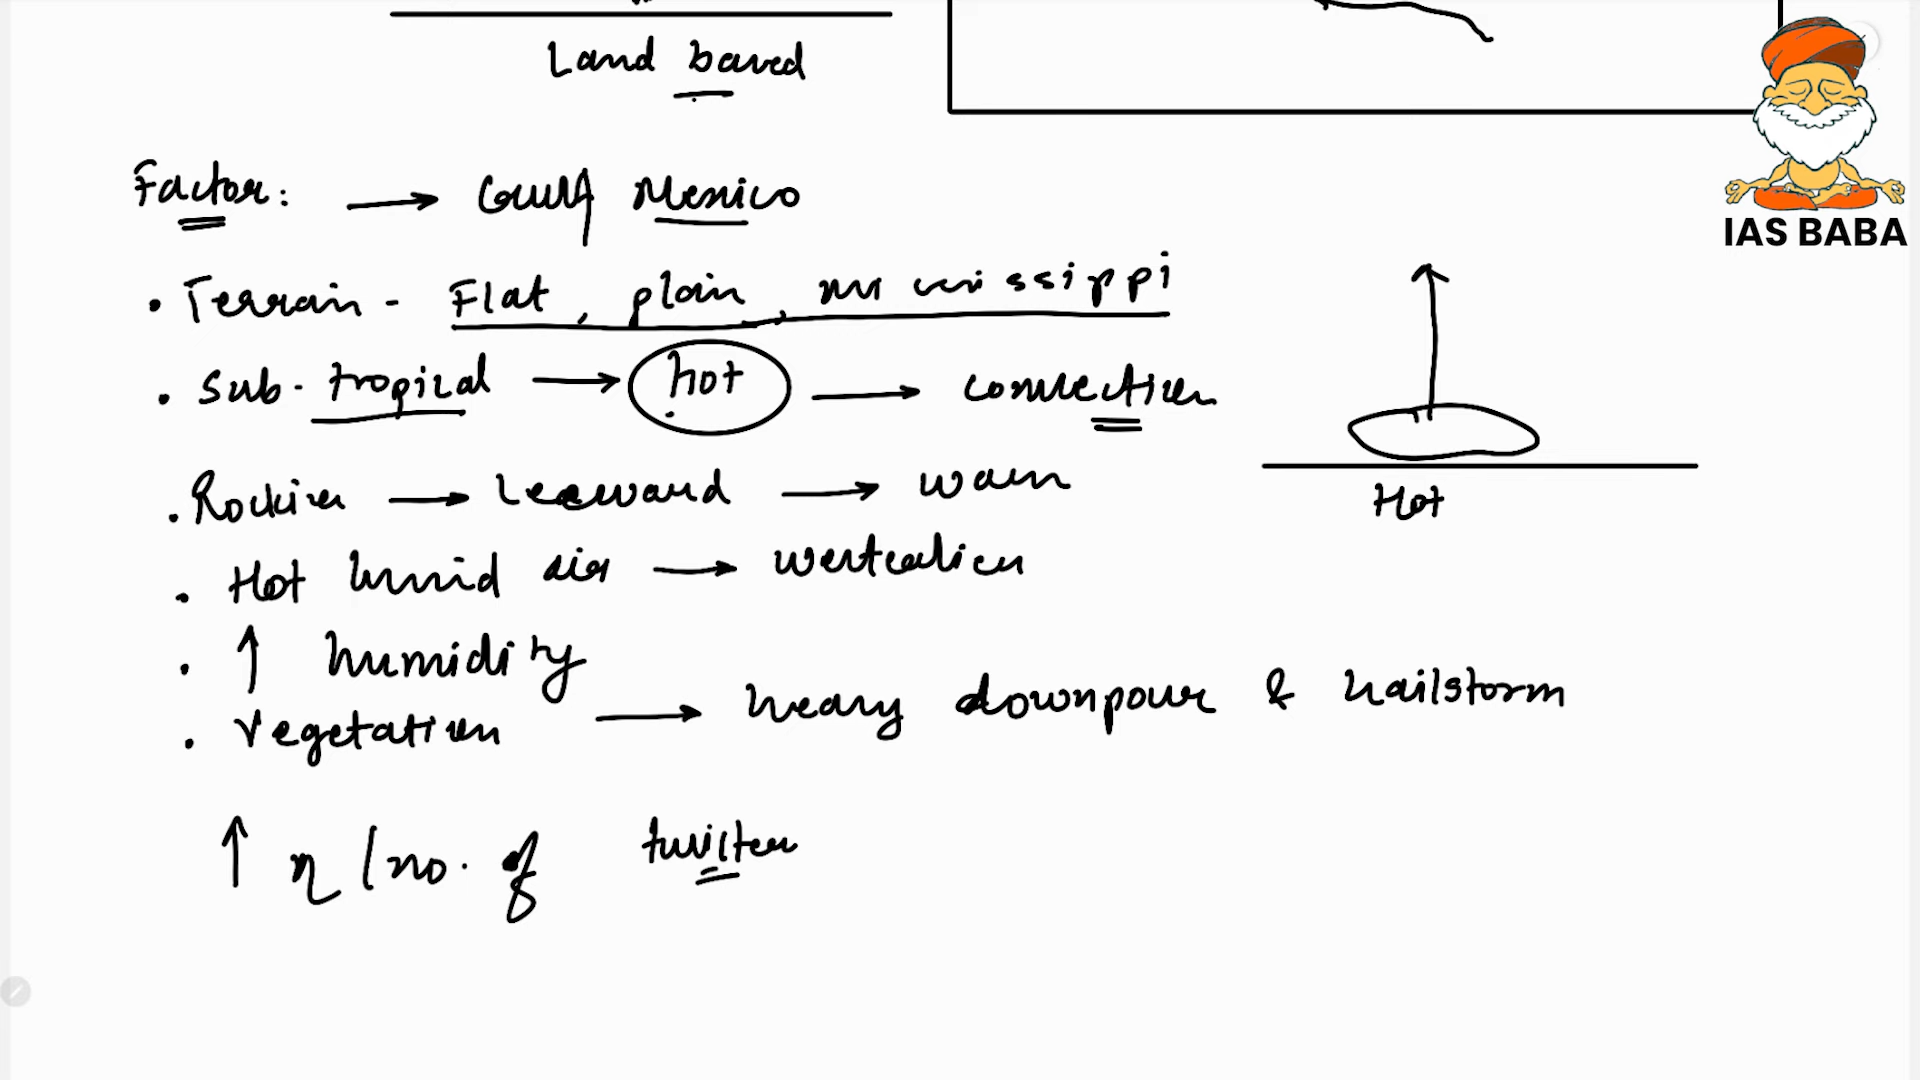 Land based
IAS BABA
Factor: → Gulf Mexico
• Terrain - Flat, plain, mississippi
• Sub-tropical → hot → convection
• Rockies → Leeward → warm
Hot
• Hot humid air → westerlies
• ↑ humidity
• vegetation → heavy downpour & hailstorm
↑ η / no. of twister